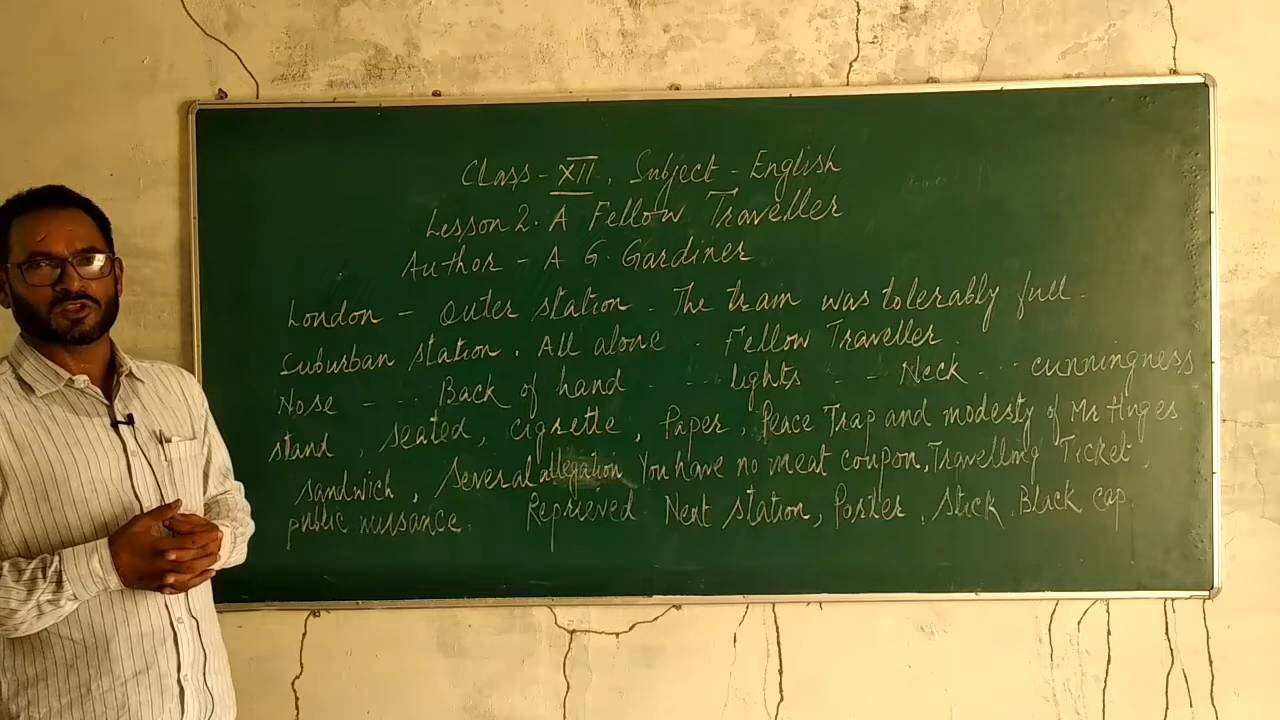 Class - XII, Subject - English
Lesson 2. A Fellow Traveller
Author - A G. Gardiner
London - Outer station - The train was tolerably full.
Suburban station. All alone - Fellow Traveller.
Nose - .. Back of hand - .. lights - - Neck ... cunningness
stand, seated, cigrette, Paper, Peace Trap and modesty of Mr Huges
sandwich, Several allegation You have no meat coupon, Travelling Ticket,
public nuisance. Reprieved Next station, Porter, stick, Black cap.